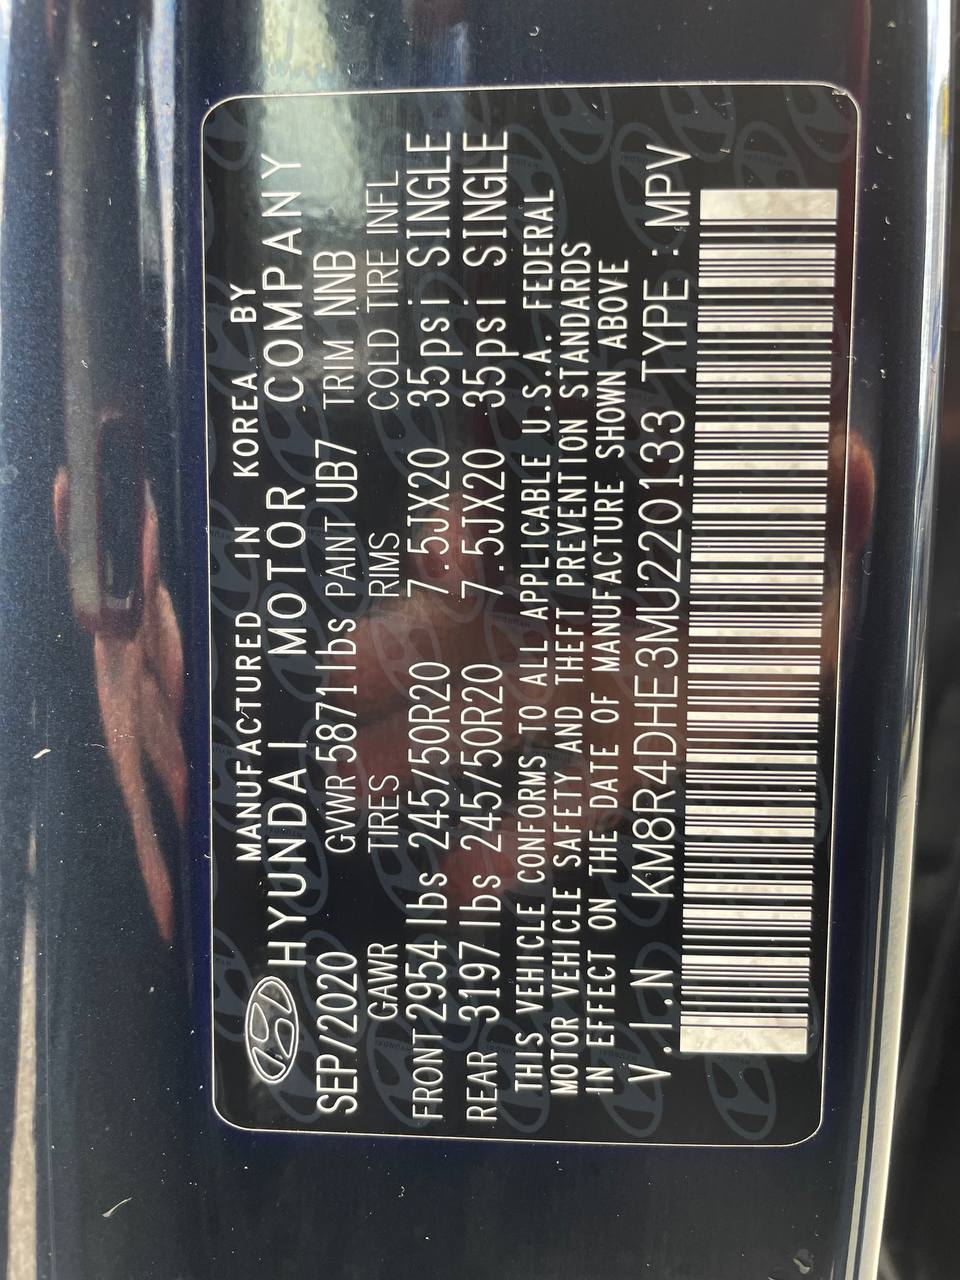 MANUFACTURED IN KOREA BY
HYUNDAI MOTOR COMPANY
SEP/2020 GVWR 5871 lbs PAINT UB7 TRIM NNB
GAWR TIRES RIMS COLD TIRE INFL
FRONT 2954 lbs 245/50R20 7.5JX20 35psi SINGLE
REAR 3197 lbs 245/50R20 7.5JX20 35psi SINGLE
THIS VEHICLE CONFORMS TO ALL APPLICABLE U.S.A. FEDERAL
MOTOR VEHICLE SAFETY AND THEFT PREVENTION STANDARDS
IN EFFECT ON THE DATE OF MANUFACTURE SHOWN ABOVE
V.I.N KM8R4DHE3MU220133 TYPE : MPV